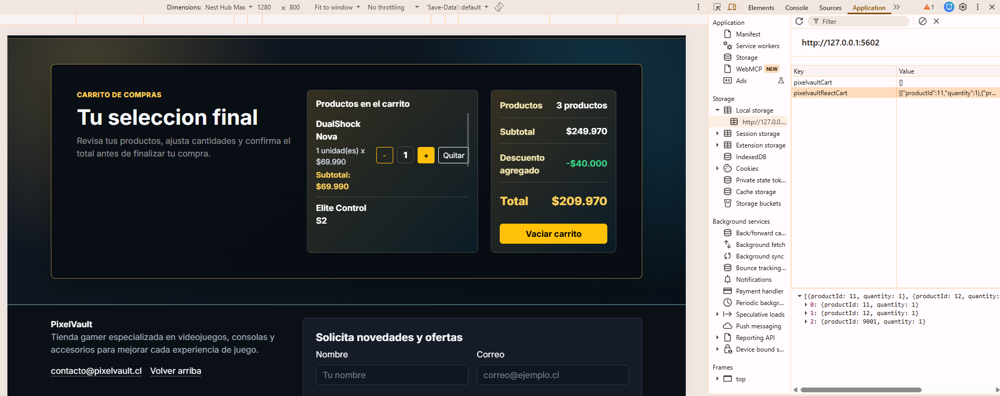 Dimensions: Nest Hub Max 1280 x 800 Fit to window No throttling 'Save-Data': default
CARRITO DE COMPRAS
Tu seleccion final
Revisa tus productos, ajusta cantidades y confirma el
total antes de finalizar tu compra.
Productos en el carrito
DualShock
Nova
1 unidad(es) x
$69.990
- 1 + Quitar
Subtotal:
$69.990
Elite Control
S2
Productos 3 productos
Subtotal $249.970
Descuento
agregado
-$40.000
Total $209.970
Vaciar carrito
PixelVault
Tienda gamer especializada en videojuegos, consolas y
accesorios para mejorar cada experiencia de juego.
contacto@pixelvault.cl Volver arriba
Solicita novedades y ofertas
Nombre Correo
Tu nombre correo@ejemplo.cl
Elements Console Sources Application 1
Application
Manifest
Service workers
Storage
WebMCP NEW
Ads
Storage
Local storage
http://127.0.0....
Session storage
Extension storage
IndexedDB
Cookies
Private state tok...
Cache storage
Storage buckets
Background services
Back/forward ca...
Background fetch
Background sync
Bounce tracking...
Notifications
Payment handler
Periodic backgr...
Speculative loads
Push messaging
Reporting API
Device bound s...
Frames
top
Filter
http://127.0.0.1:5602
Key Value
pixelvaultCart []
pixelvaultReactCart [{"productId":11,"quantity":1},{"pr...
[{productId: 11, quantity: 1}, {productId: 12, quantity:
0: {productId: 11, quantity: 1}
1: {productId: 12, quantity: 1}
2: {productId: 9001, quantity: 1}